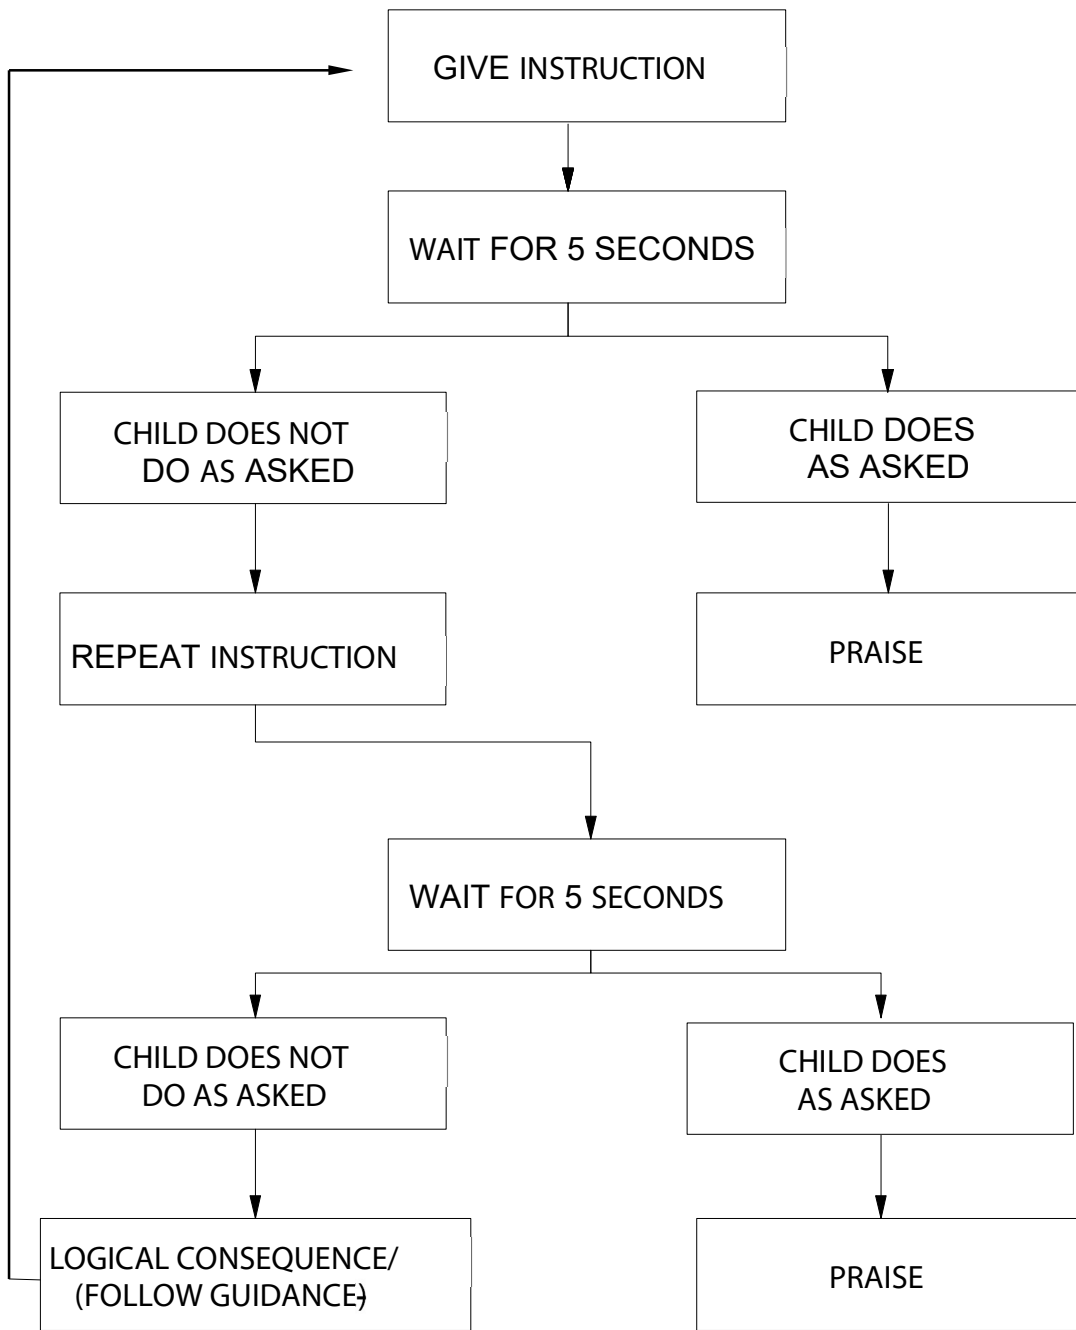 GIVE INSTRUCTION
WAIT FOR 5 SECONDS
CHILD DOES NOT
DO AS ASKED
CHILD DOES
AS ASKED
REPEAT INSTRUCTION
PRAISE
WAIT FOR 5 SECONDS
CHILD DOES NOT
DO AS ASKED
CHILD DOES
AS ASKED
LOGICAL CONSEQUENCE/
(FOLLOW GUIDANCE)
PRAISE